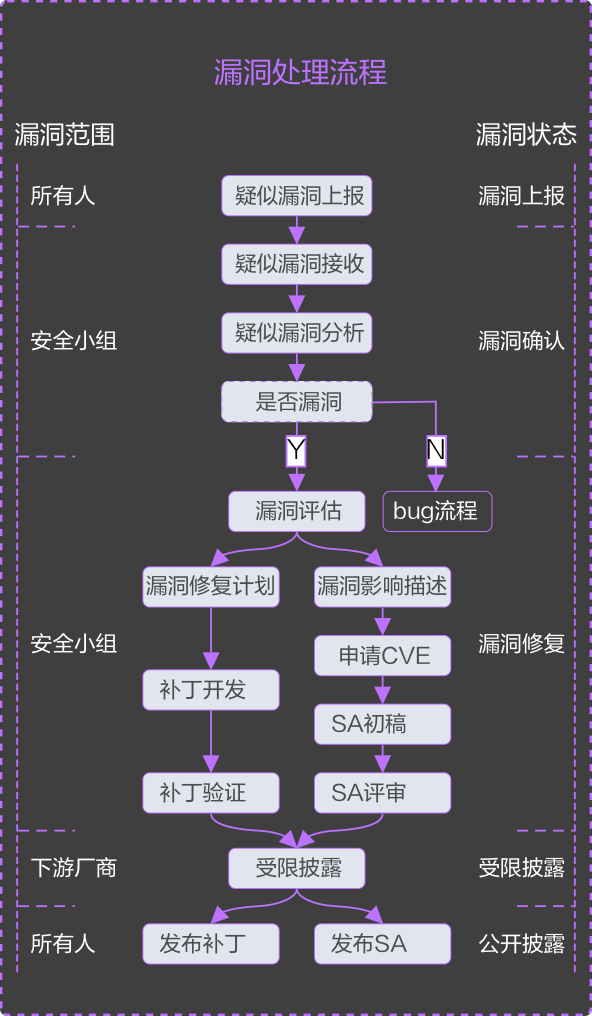 漏洞处理流程
漏洞范围
漏洞状态
所有人
疑似漏洞上报
漏洞上报
疑似漏洞接收
安全小组
疑似漏洞分析
漏洞确认
是否漏洞
Y
N
漏洞评估
bug流程
漏洞修复计划
漏洞影响描述
安全小组
申请CVE
漏洞修复
补丁开发
SA初稿
补丁验证
SA评审
下游厂商
受限披露
受限披露
所有人
发布补丁
发布SA
公开披露